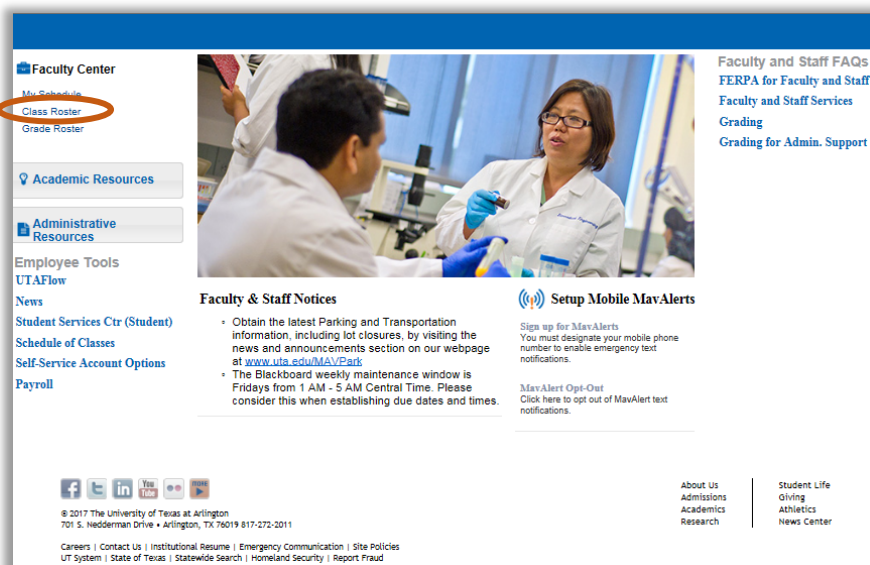 Faculty Center
My Schedule
Class Roster
Grade Roster
Academic Resources
Administrative
Resources
Employee Tools
UTAFlow
News
Student Services Ctr (Student)
Schedule of Classes
Self-Service Account Options
Payroll
Faculty & Staff Notices
Obtain the latest Parking and Transportation
information, including lot closures, by visiting the
news and announcements section on our webpage
at www.uta.edu/MAVPark
The Blackboard weekly maintenance window is
Fridays from 1 AM - 5 AM Central Time. Please
consider this when establishing due dates and times.
Setup Mobile MavAlerts
Sign up for MavAlerts
You must designate your mobile phone
number to enable emergency text
notifications.
MavAlert Opt-Out
Click here to opt out of MavAlert text
notifications.
Faculty and Staff FAQs
FERPA for Faculty and Staff
Faculty and Staff Services
Grading
Grading for Admin. Support
You
Tube
MORE
© 2017 The University of Texas at Arlington
701 S. Nedderman Drive • Arlington, TX 76019 817-272-2011
Careers | Contact Us | Institutional Resume | Emergency Communication | Site Policies
UT System | State of Texas | Statewide Search | Homeland Security | Report Fraud
About Us
Admissions
Academics
Research
Student Life
Giving
Athletics
News Center